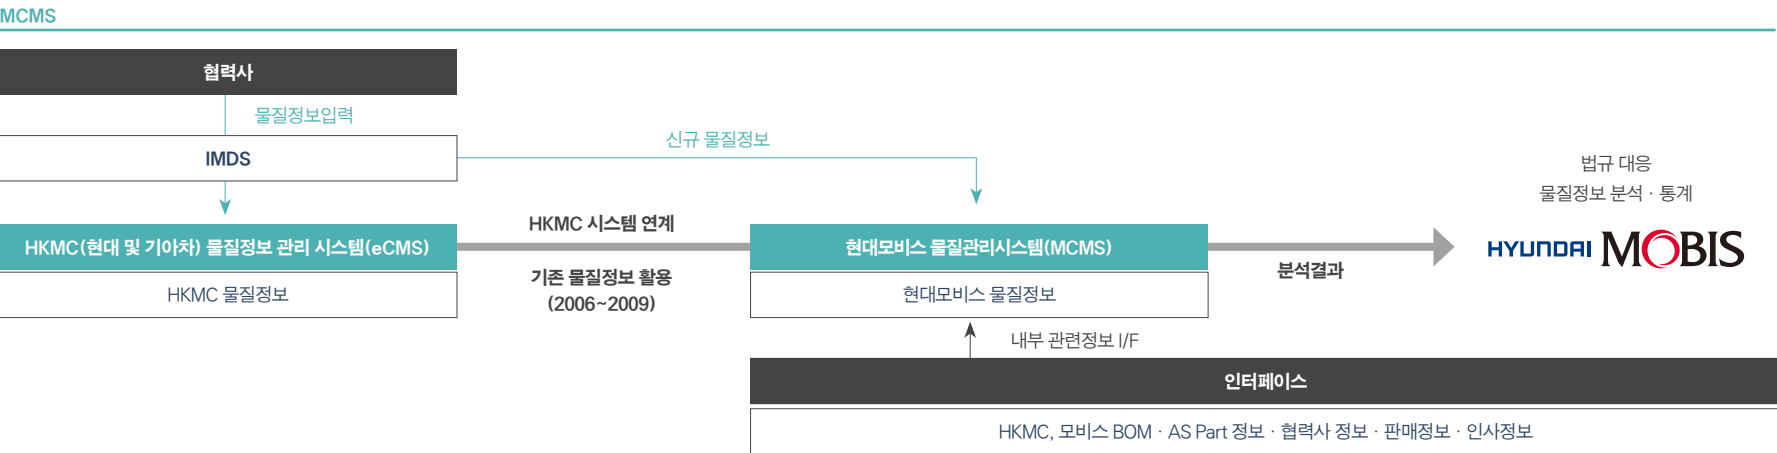 MCMS
협력사
물질정보입력
IMDS
신규 물질정보
법규 대응
물질정보 분석 · 통계
HKMC(현대 및 기아차) 물질정보 관리 시스템(eCMS)
HKMC 물질정보
HKMC 시스템 연계
기존 물질정보 활용
(2006~2009)
현대모비스 물질관리시스템(MCMS)
현대모비스 물질정보
분석결과
HYUNDAI MOBIS
내부 관련정보 I/F
인터페이스
HKMC, 모비스 BOM · AS Part 정보 · 협력사 정보 · 판매정보 · 인사정보